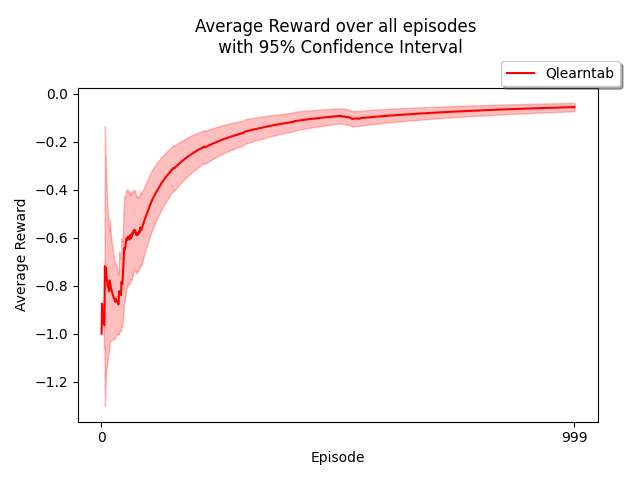 Average Reward over all episodes
with 95% Confidence Interval
Qlearntab
0.0
−0.2
−0.4
−0.6
−0.8
−1.0
−1.2
Average Reward
0 999
Episode